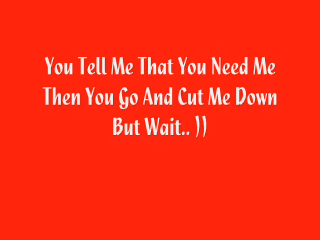 You Tell Me That You Need Me
Then You Go And Cut Me Down
But Wait.. ))